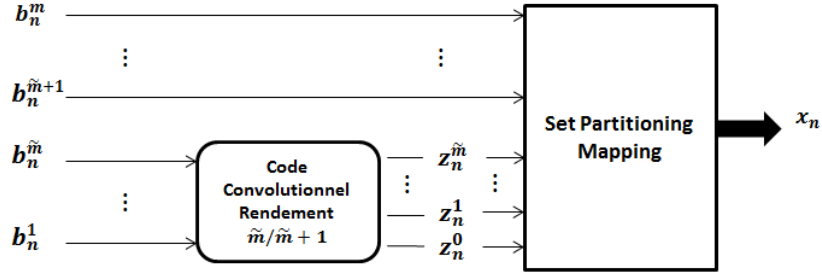 b_n^m
⋮ ⋮
b_n^{m̃+1}
Set Partitioning
Mapping
x_n
b_n^{m̃}
⋮
b_n^1
Code
Convolutionnel
Rendement
m̃/m̃ + 1
z_n^{m̃}
⋮ ⋮
z_n^1
z_n^0